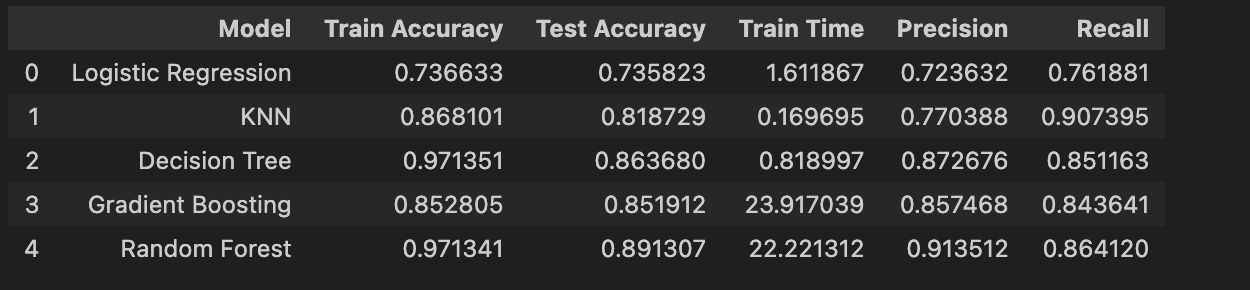 Model Train Accuracy Test Accuracy Train Time Precision Recall
0 Logistic Regression 0.736633 0.735823 1.611867 0.723632 0.761881
1 KNN 0.868101 0.818729 0.169695 0.770388 0.907395
2 Decision Tree 0.971351 0.863680 0.818997 0.872676 0.851163
3 Gradient Boosting 0.852805 0.851912 23.917039 0.857468 0.843641
4 Random Forest 0.971341 0.891307 22.221312 0.913512 0.864120